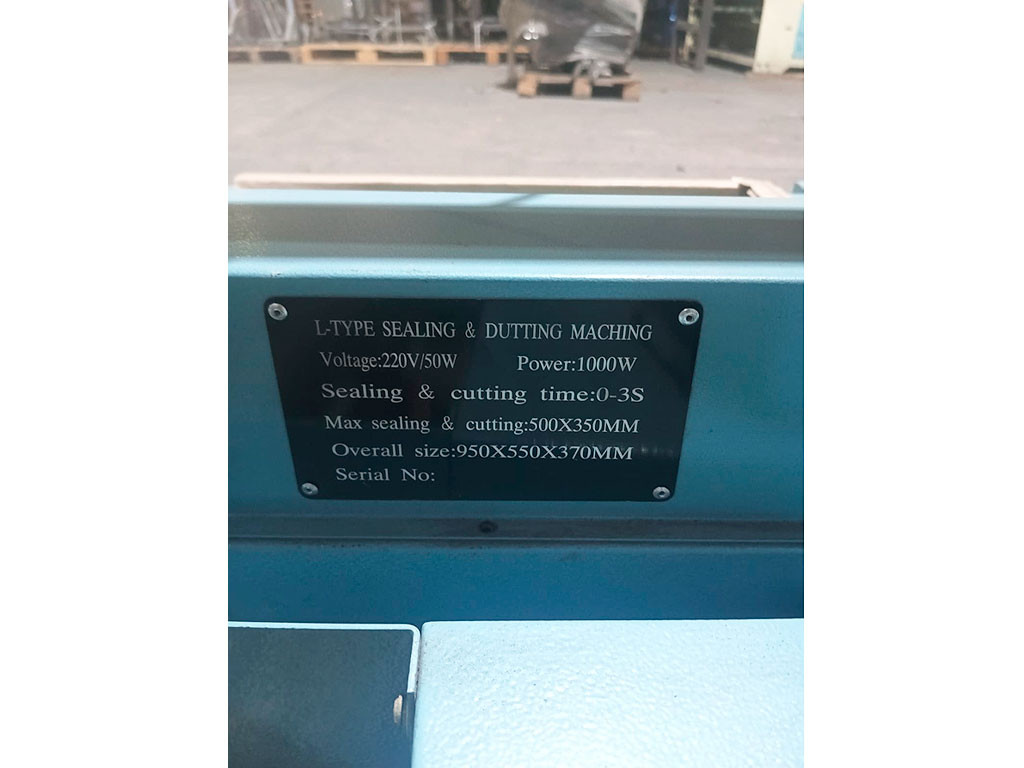 L-TYPE SEALING & DUTTING MACHING
Voltage:220V/50W Power:1000W
Sealing & cutting time:0-3S
Max sealing & cutting:500X350MM
Overall size:950X550X370MM
Serial No: